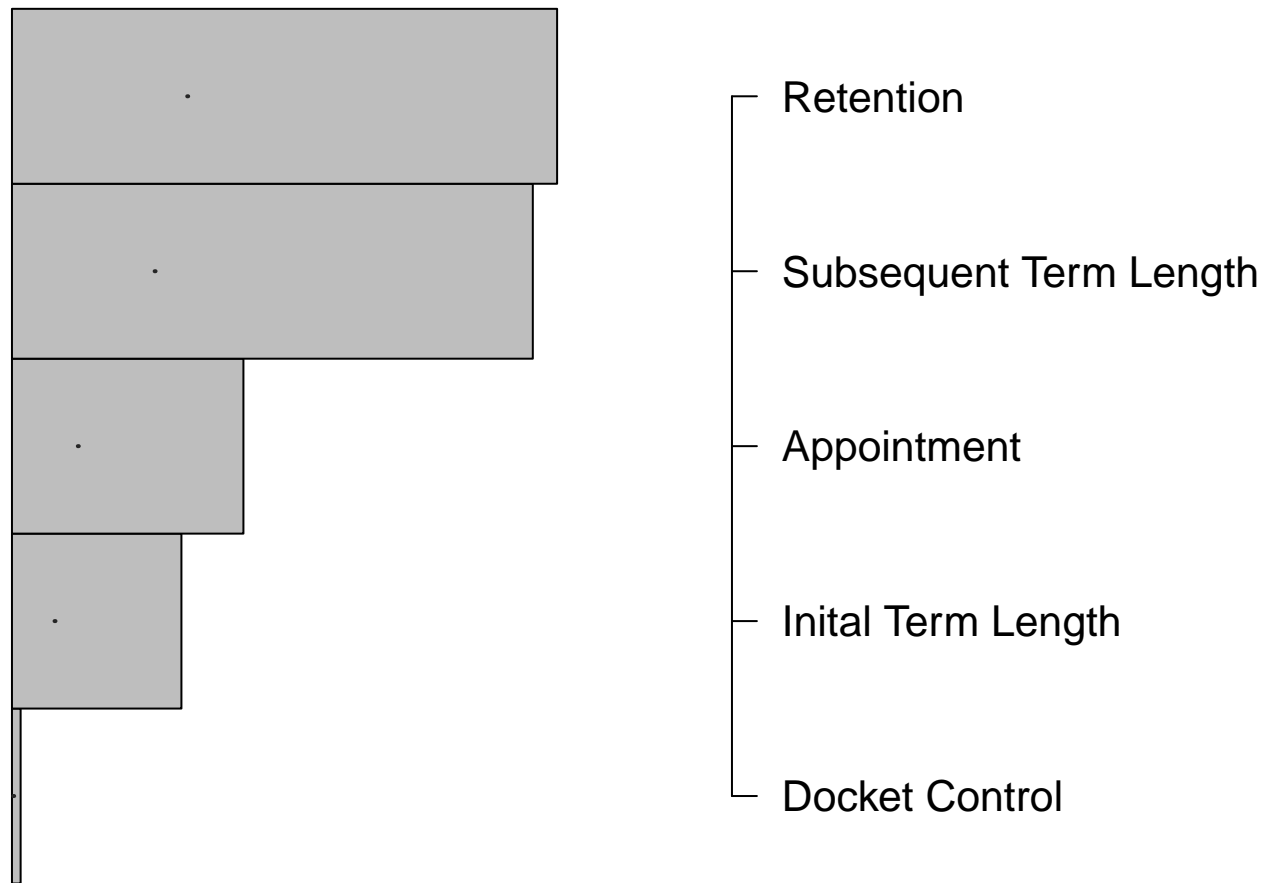 Retention
Subsequent Term Length
Appointment
Inital Term Length
Docket Control